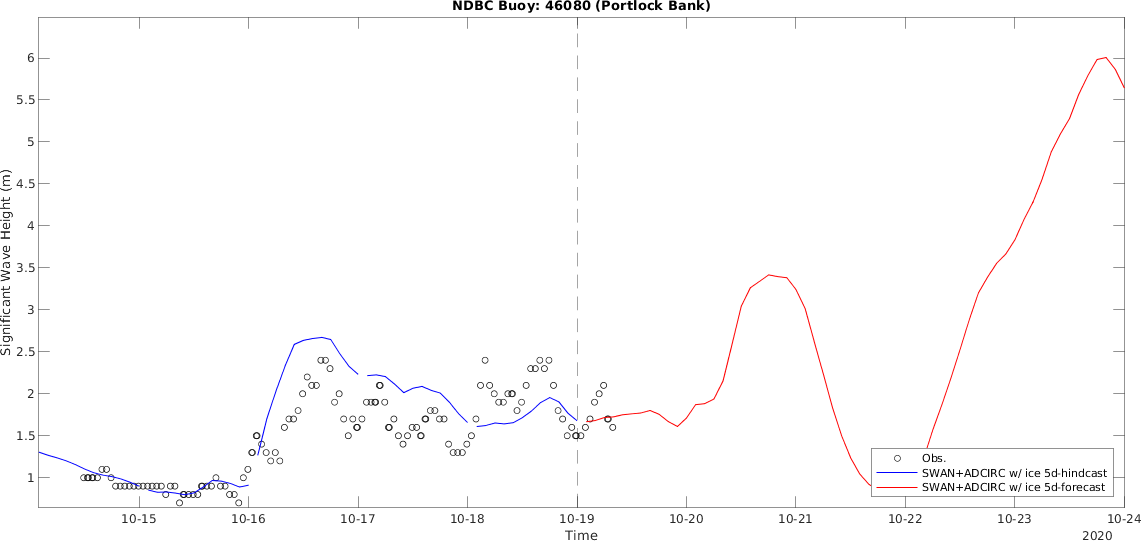 NDBC Buoy: 46080 (Portlock Bank)
Significant Wave Height (m)
6
5.5
5
4.5
4
3.5
3
2.5
2
1.5
1
Obs.
SWAN+ADCIRC w/ ice 5d-hindcast
SWAN+ADCIRC w/ ice 5d-forecast
10-15 10-16 10-17 10-18 10-19 10-20 10-21 10-22 10-23 10-24
Time
2020